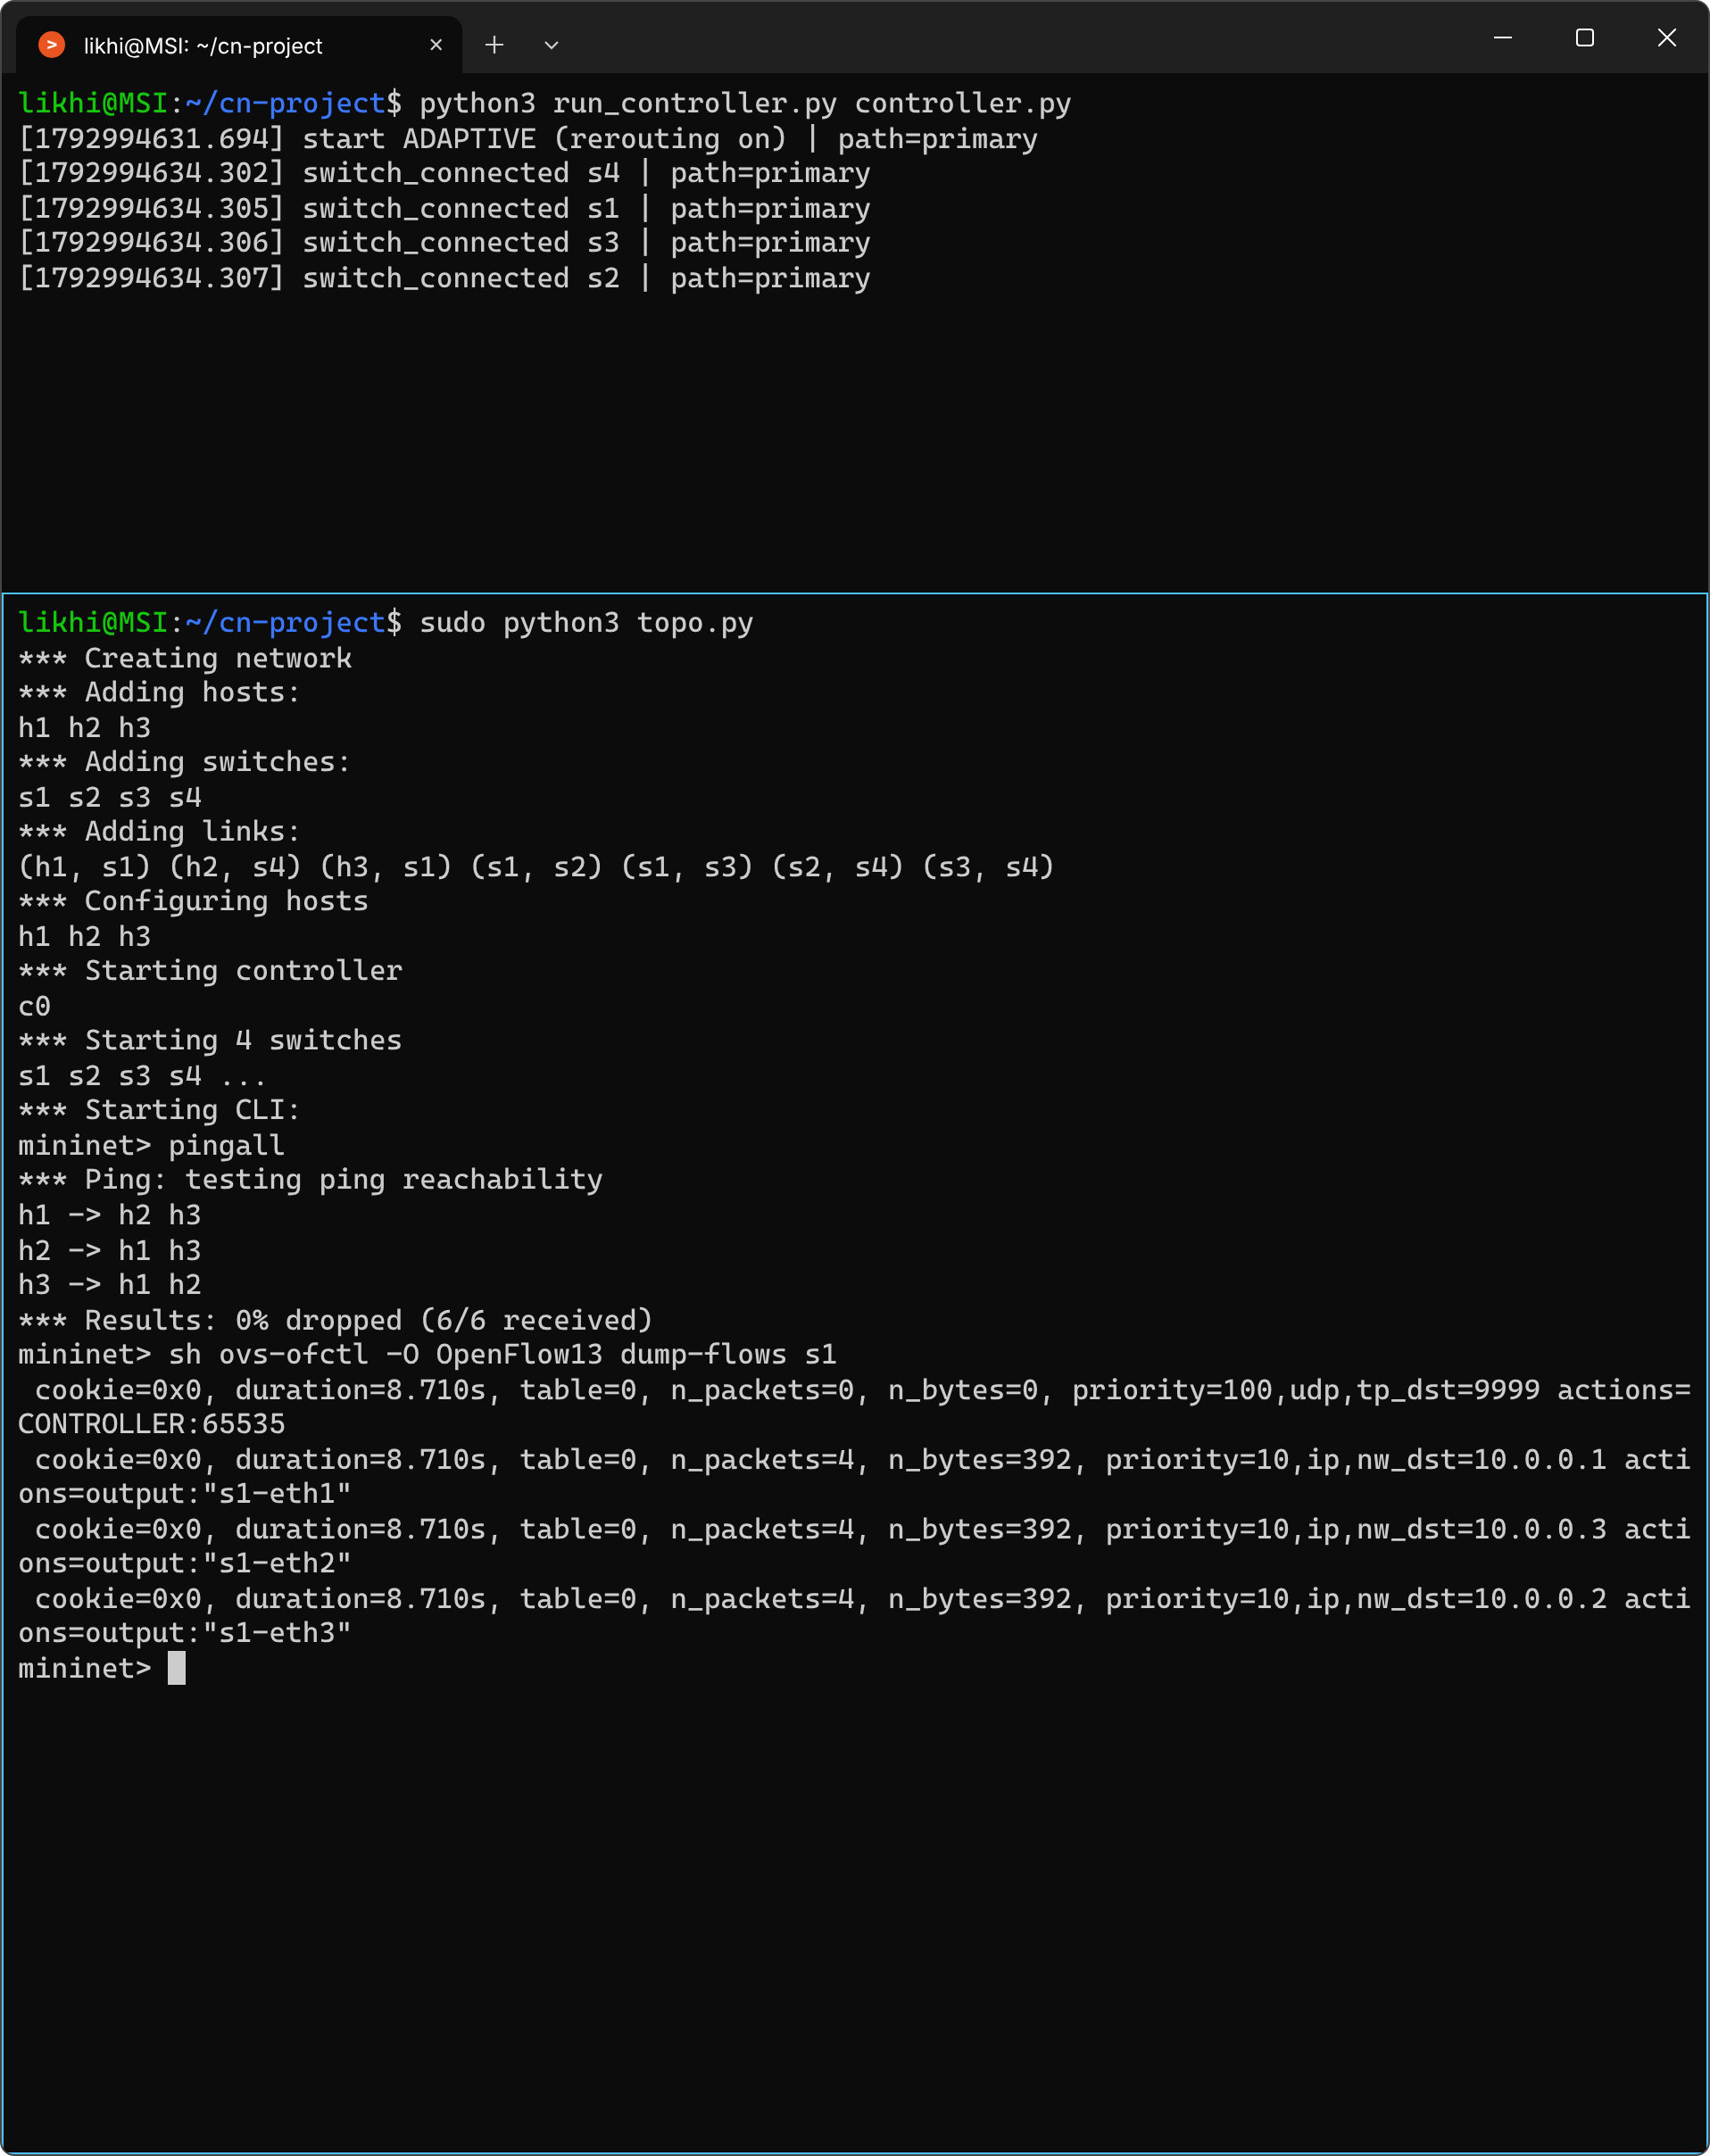 likhi@MSI: ~/cn-project
likhi@MSI:~/cn-project$ python3 run_controller.py controller.py
[1792994631.694] start ADAPTIVE (rerouting on) | path=primary
[1792994634.302] switch_connected s4 | path=primary
[1792994634.305] switch_connected s1 | path=primary
[1792994634.306] switch_connected s3 | path=primary
[1792994634.307] switch_connected s2 | path=primary
likhi@MSI:~/cn-project$ sudo python3 topo.py
*** Creating network
*** Adding hosts:
h1 h2 h3
*** Adding switches:
s1 s2 s3 s4
*** Adding links:
(h1, s1) (h2, s4) (h3, s1) (s1, s2) (s1, s3) (s2, s4) (s3, s4)
*** Configuring hosts
h1 h2 h3
*** Starting controller
c0
*** Starting 4 switches
s1 s2 s3 s4 ...
*** Starting CLI:
mininet> pingall
*** Ping: testing ping reachability
h1 -> h2 h3
h2 -> h1 h3
h3 -> h1 h2
*** Results: 0% dropped (6/6 received)
mininet> sh ovs-ofctl -O OpenFlow13 dump-flows s1
 cookie=0x0, duration=8.710s, table=0, n_packets=0, n_bytes=0, priority=100,udp,tp_dst=9999 actions=
CONTROLLER:65535
 cookie=0x0, duration=8.710s, table=0, n_packets=4, n_bytes=392, priority=10,ip,nw_dst=10.0.0.1 acti
ons=output:"s1-eth1"
 cookie=0x0, duration=8.710s, table=0, n_packets=4, n_bytes=392, priority=10,ip,nw_dst=10.0.0.3 acti
ons=output:"s1-eth2"
 cookie=0x0, duration=8.710s, table=0, n_packets=4, n_bytes=392, priority=10,ip,nw_dst=10.0.0.2 acti
ons=output:"s1-eth3"
mininet>